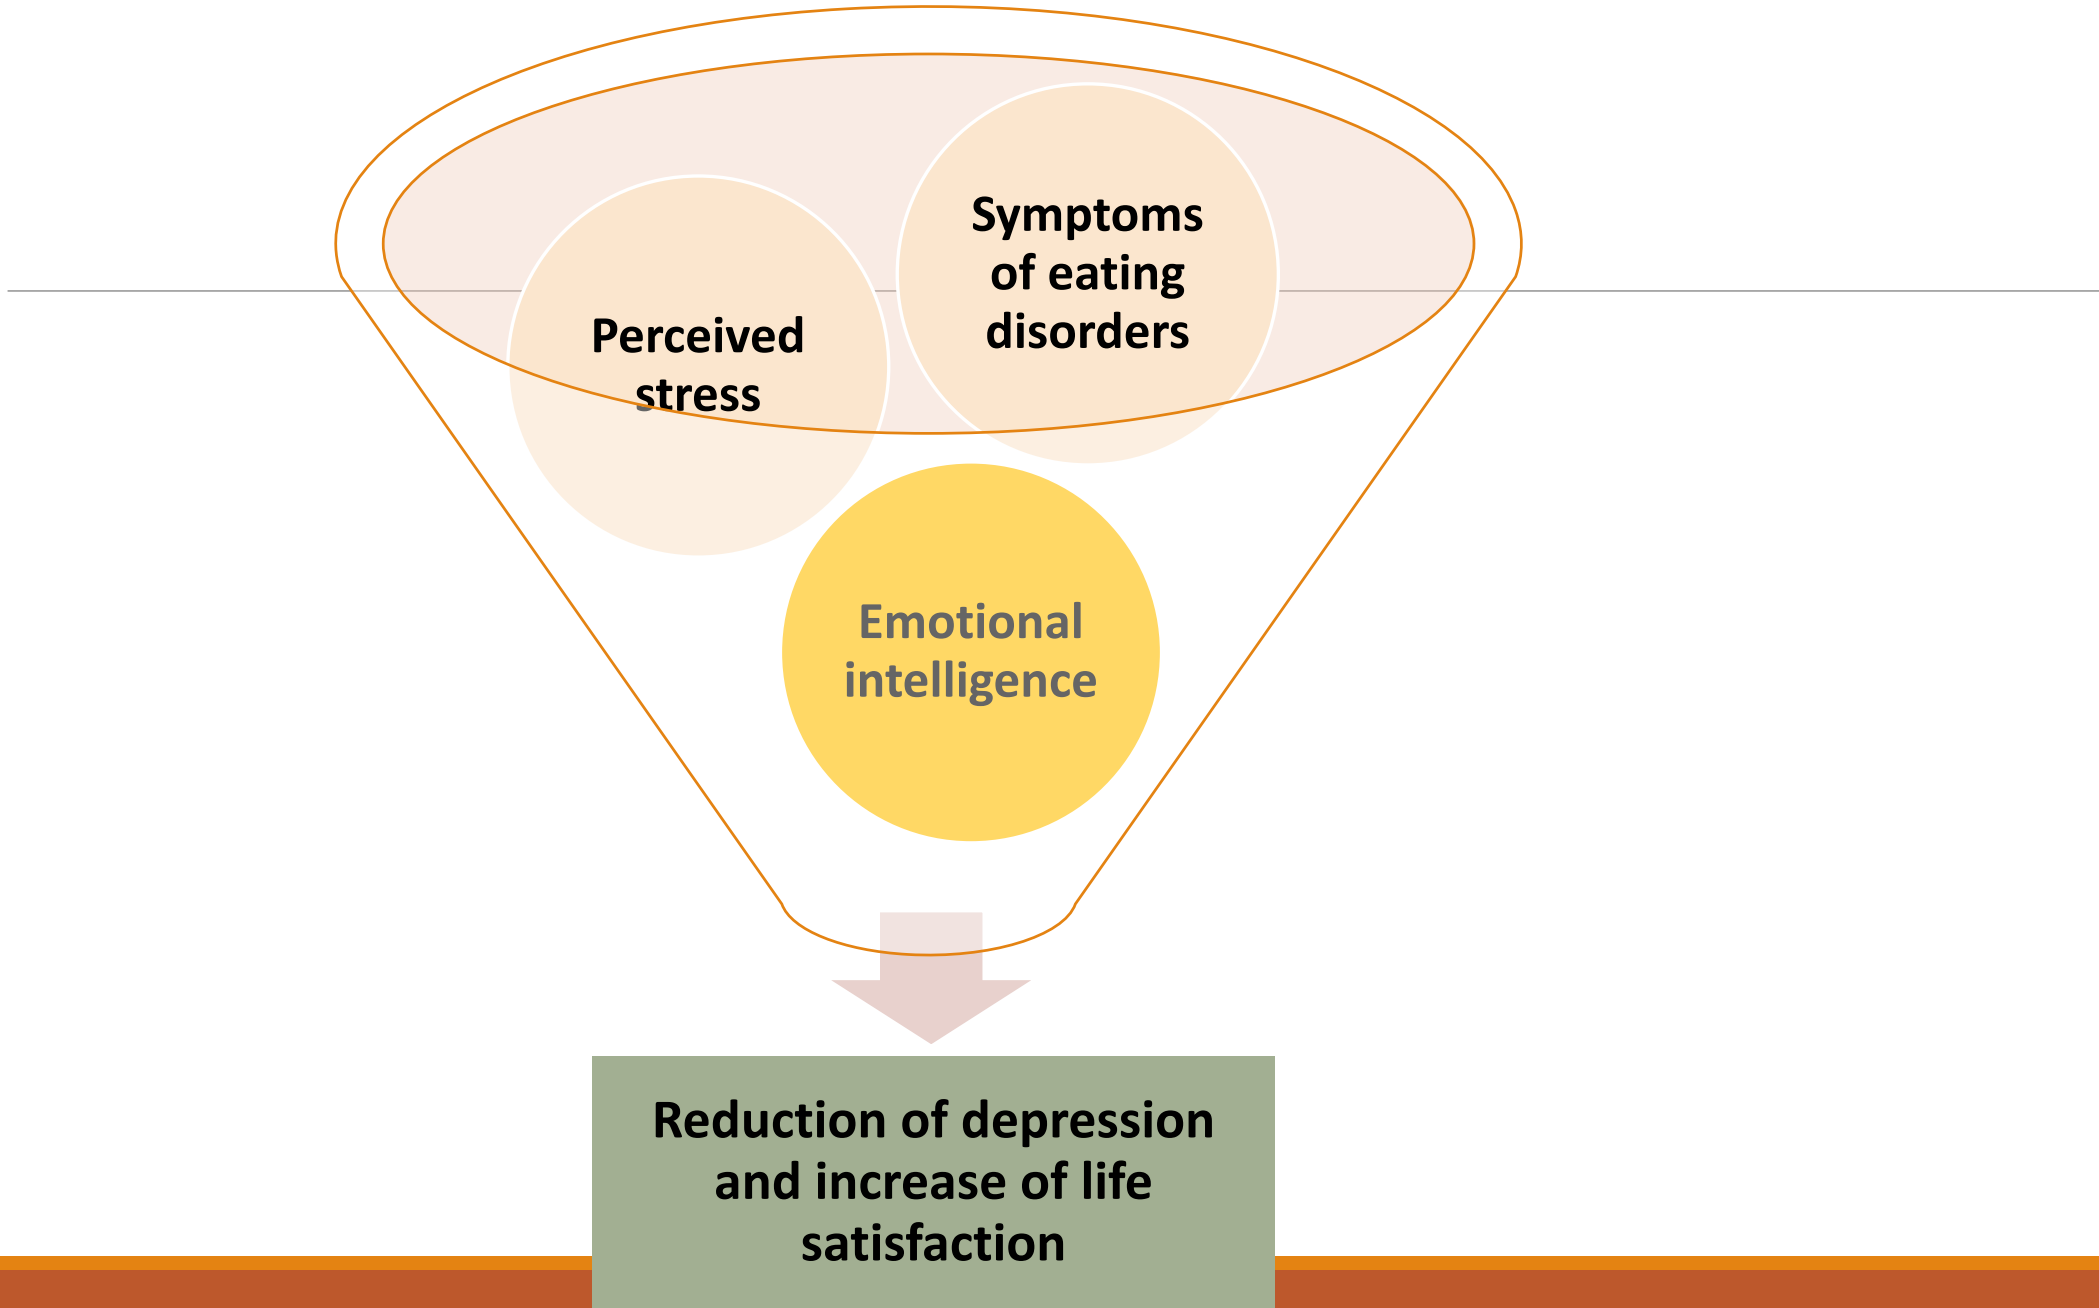 Symptoms
of eating
disorders
Perceived
stress
Emotional
intelligence
Reduction of depression
and increase of life
satisfaction